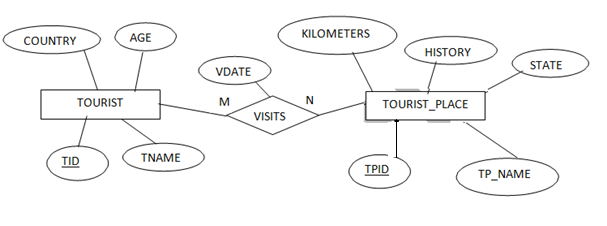 COUNTRY
AGE
KILOMETERS
HISTORY
STATE
VDATE
TOURIST
M
N
TOURIST_PLACE
VISITS
TID
TNAME
TPID
TP_NAME